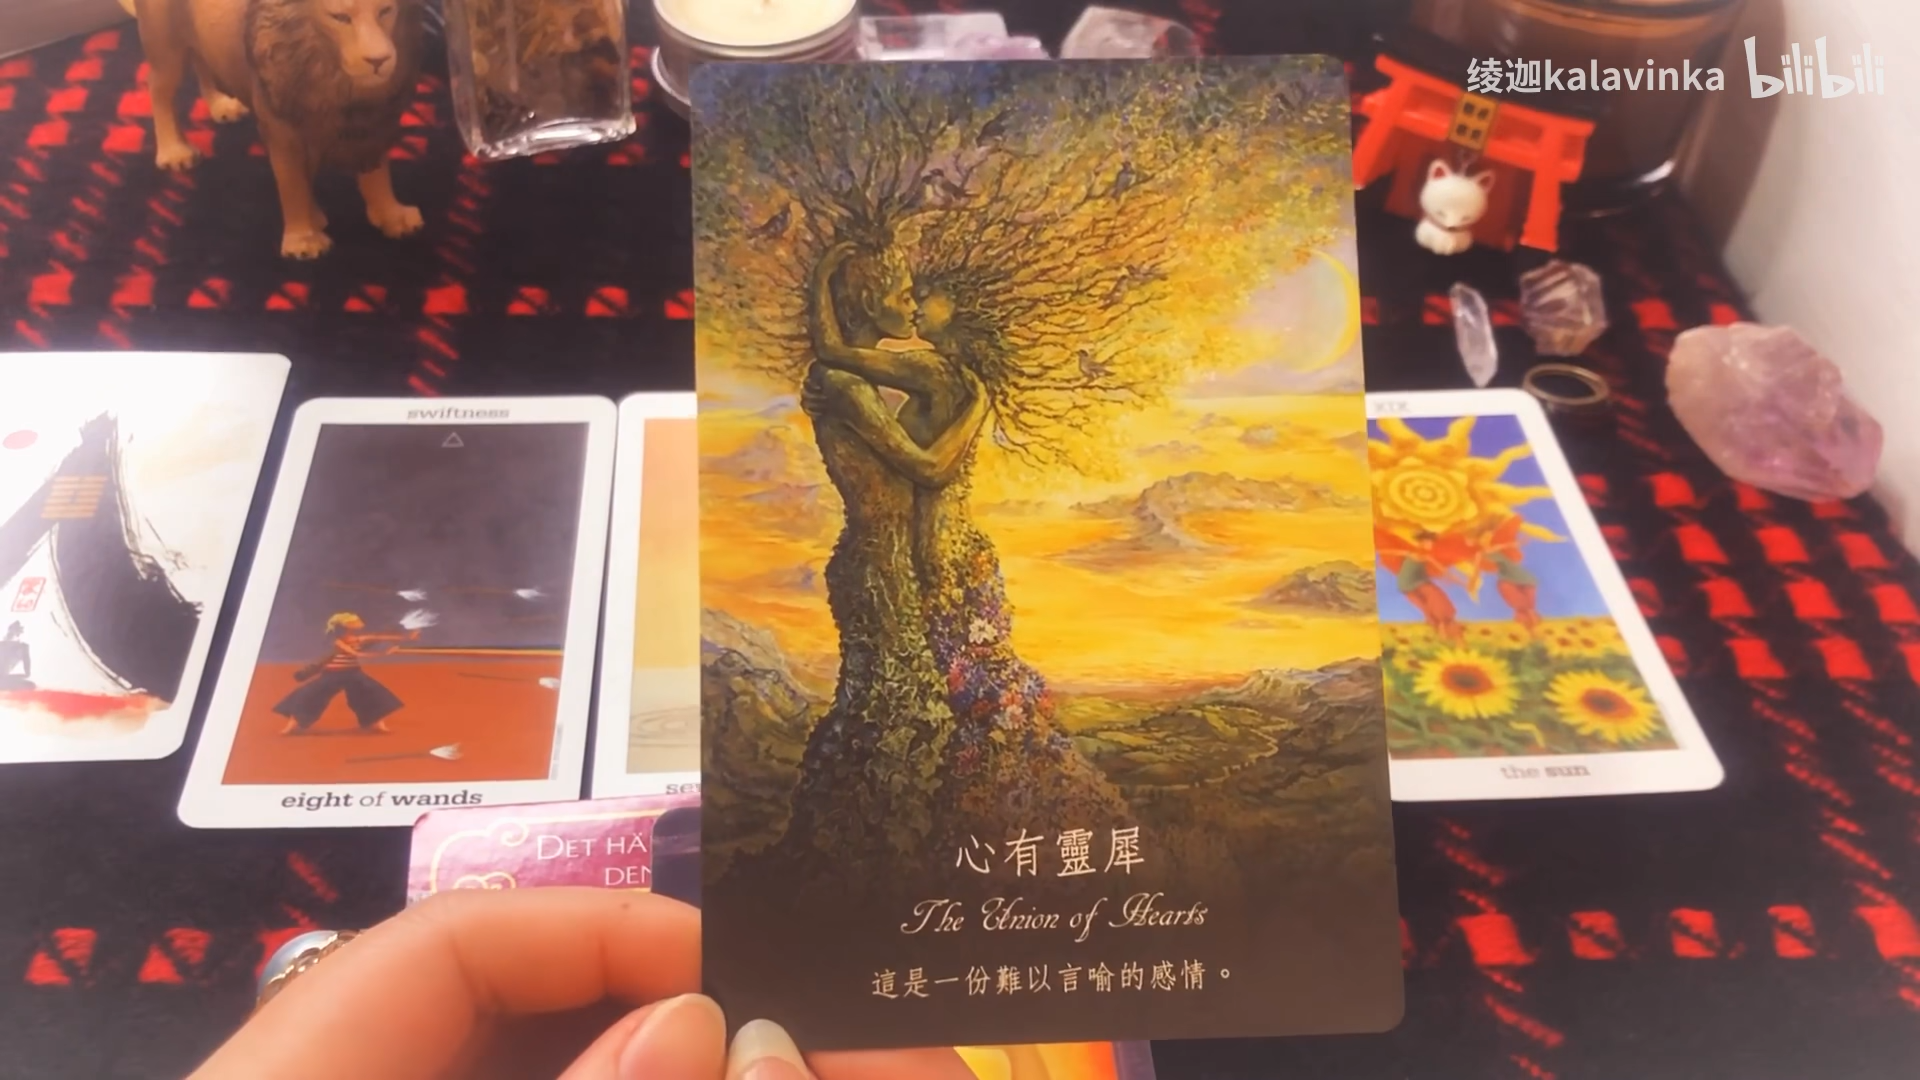 绫迦kalavinka bilibili
swiftness
XIX
eight of wands
the sun
DET HÄ
DEN
心有靈犀
The Union of Hearts
這是一份難以言喻的感情。